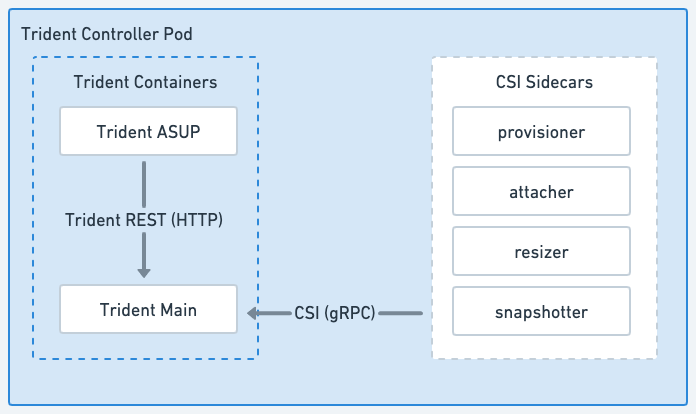 Trident Controller Pod
Trident Containers
Trident ASUP
Trident REST (HTTP)
Trident Main
CSI (gRPC)
CSI Sidecars
provisioner
attacher
resizer
snapshotter